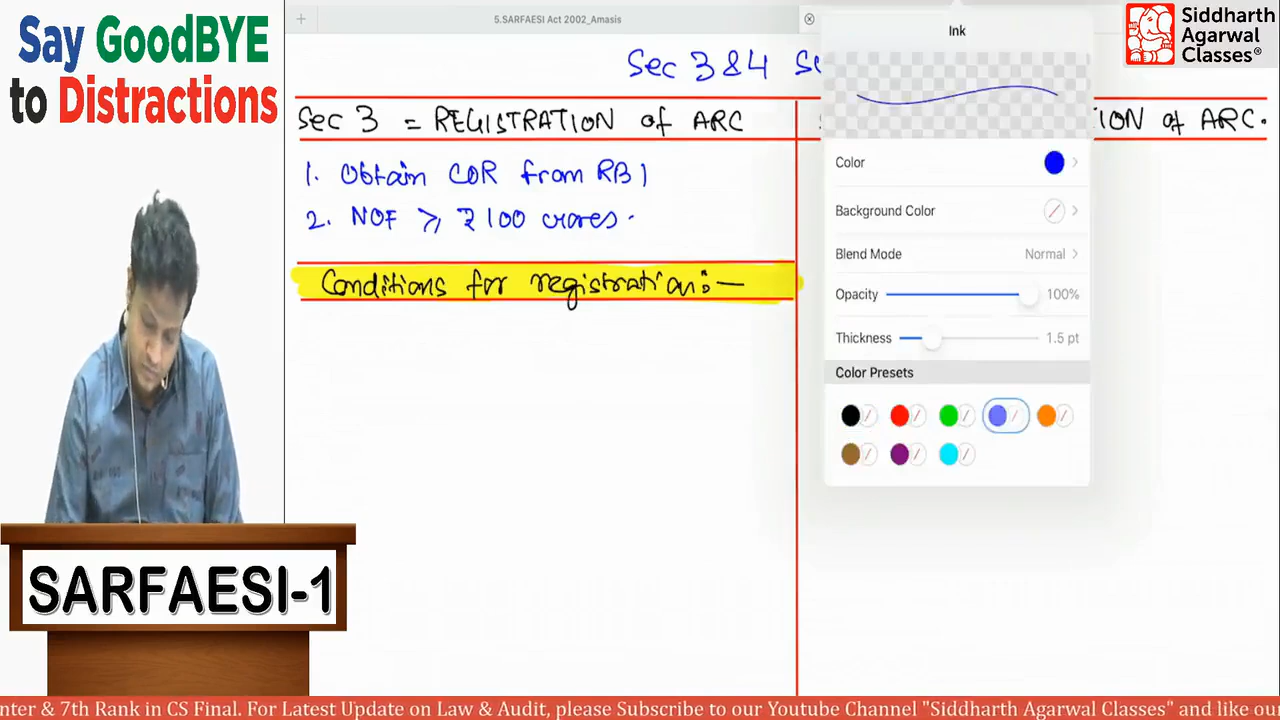 Say GoodBYE
to Distractions
5.SARFAESI Act 2002_Amasis
Sec 3 & 4
Sec 3 = REGISTRATION of ARC
ION of ARC.
1. Obtain COR from RBI
2. NOF ⩾ ₹100 crores.
Conditions for registration:-
Ink
Color
Background Color
Blend Mode Normal
Opacity 100%
Thickness 1.5 pt
Color Presets
Siddharth
Agarwal
Classes®
SARFAESI-1
nter & 7th Rank in CS Final. For Latest Update on Law & Audit, please Subscribe to our Youtube Channel "Siddharth Agarwal Classes" and like ou